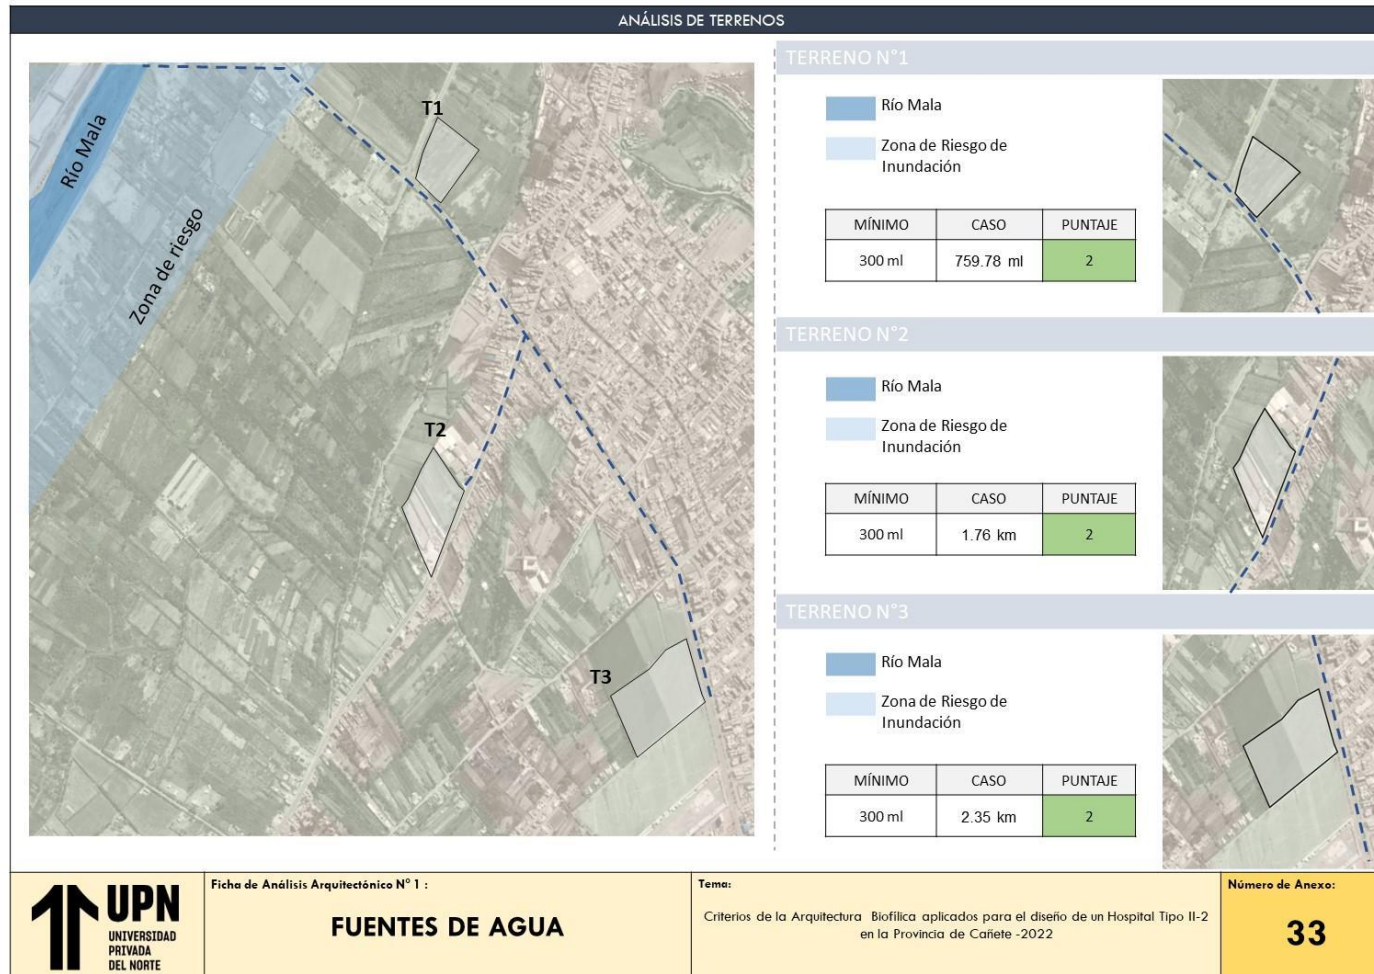 ANÁLISIS DE TERRENOS
Río Mala
Zona de riesgo
T1
T2
T3
TERRENO N°1
Río Mala
Zona de Riesgo de
Inundación
MÍNIMO CASO PUNTAJE
300 ml 759.78 ml 2
TERRENO N°2
Río Mala
Zona de Riesgo de
Inundación
MÍNIMO CASO PUNTAJE
300 ml 1.76 km 2
TERRENO N°3
Río Mala
Zona de Riesgo de
Inundación
MÍNIMO CASO PUNTAJE
300 ml 2.35 km 2
UPN
UNIVERSIDAD
PRIVADA
DEL NORTE
Ficha de Análisis Arquitectónico N° 1 :
FUENTES DE AGUA
Tema:
Criterios de la Arquitectura Biofílica aplicados para el diseño de un Hospital Tipo II-2
en la Provincia de Cañete -2022
Número de Anexo:
33